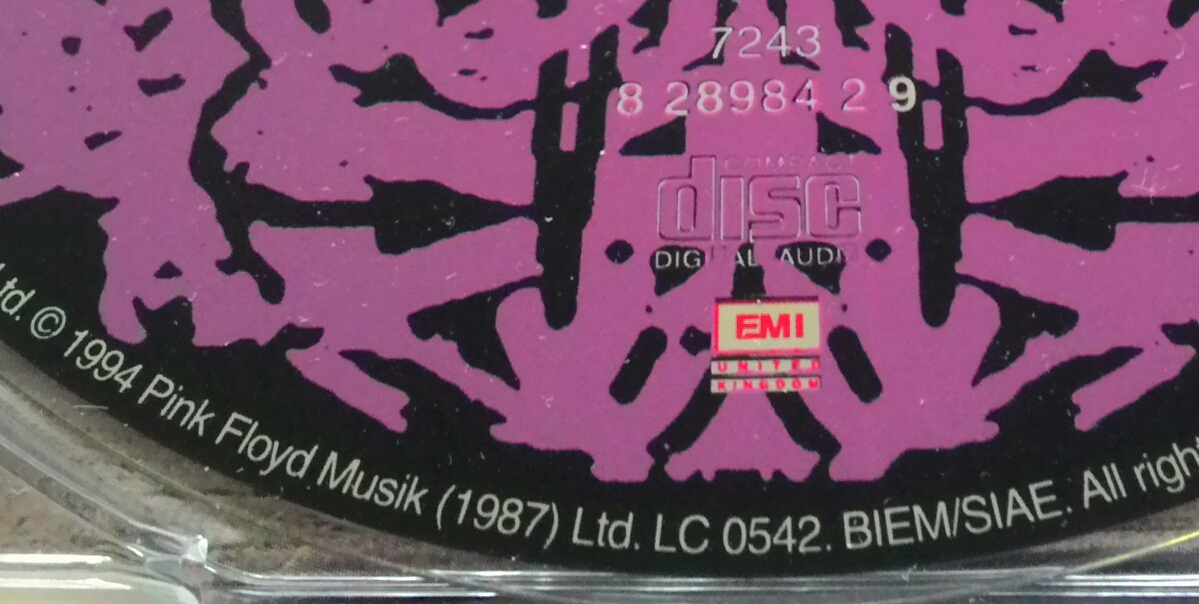 7243
8 28984 2 9
COMPACT
disc
DIGITAL AUDIO
EMI
UNITED
KINGDOM
Ltd. © 1994 Pink Floyd Musik (1987) Ltd. LC 0542. BIEM/SIAE. All righ